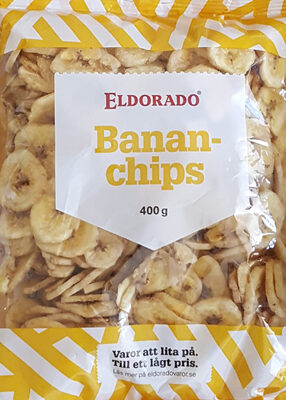 ELDORADO®
Banan-
chips
400 g
Varor att lita på.
Till ett lågt pris.
Läs mer på eldoradovaror.se